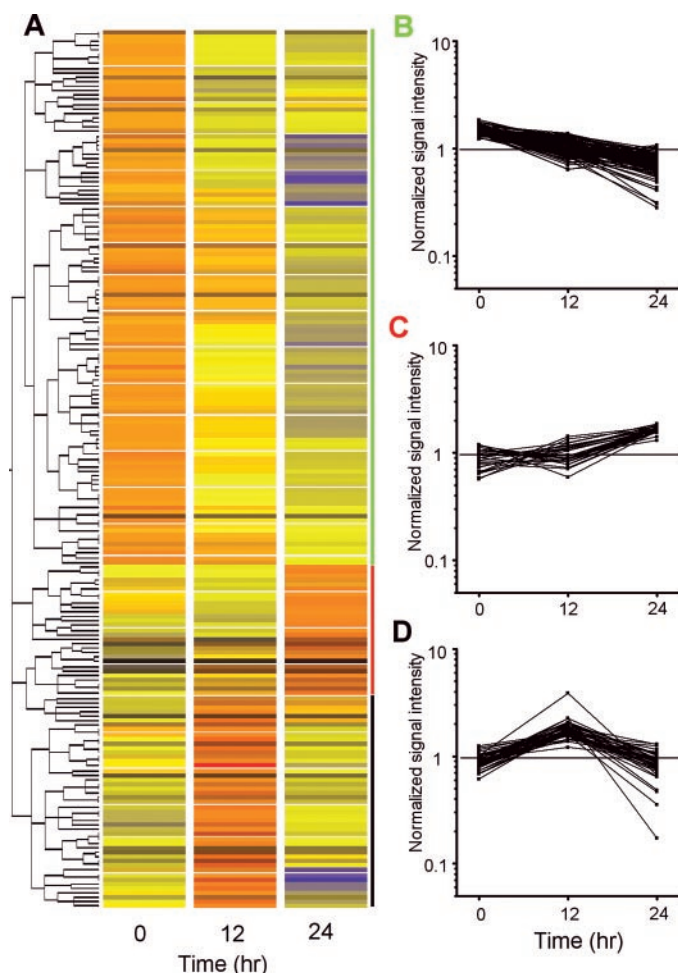 A
0 12 24
Time (hr)
B
Normalized signal intensity
10
1
0.1
0 12 24
C
Normalized signal intensity
10
1
0.1
0 12 24
D
Normalized signal intensity
10
1
0.1
0 12 24
Time (hr)